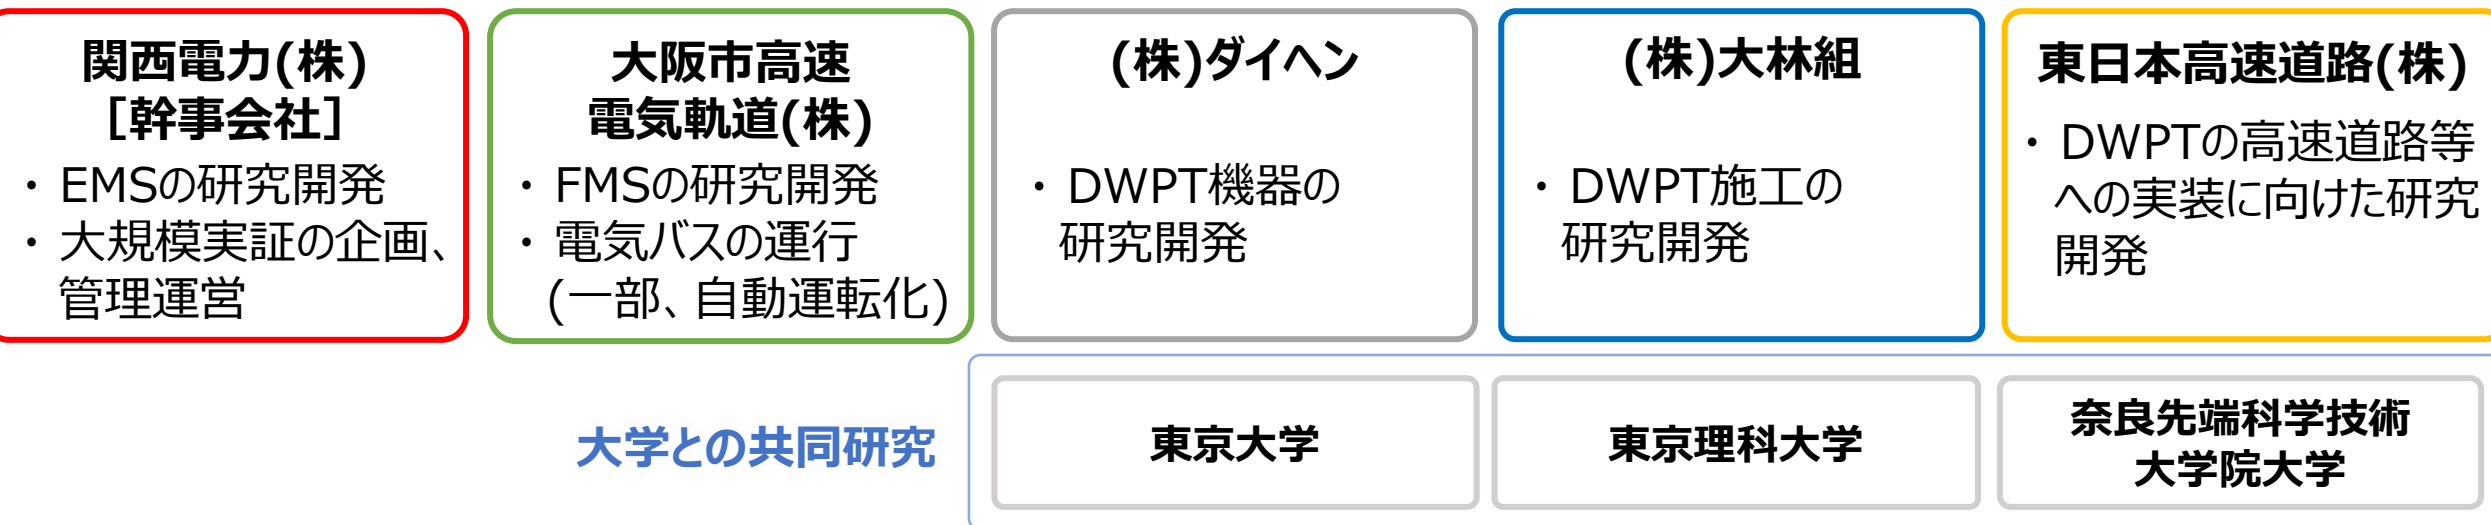 関西電力(株)
［幹事会社］
・ EMSの研究開発
・ 大規模実証の企画、
管理運営
大阪市高速
電気軌道(株)
・ FMSの研究開発
・ 電気バスの運行
(一部、自動運転化)
(株)ダイヘン
・ DWPT機器の
研究開発
(株)大林組
・ DWPT施工の
研究開発
東日本高速道路(株)
・ DWPTの高速道路等
への実装に向けた研究
開発
大学との共同研究
東京大学
東京理科大学
奈良先端科学技術
大学院大学